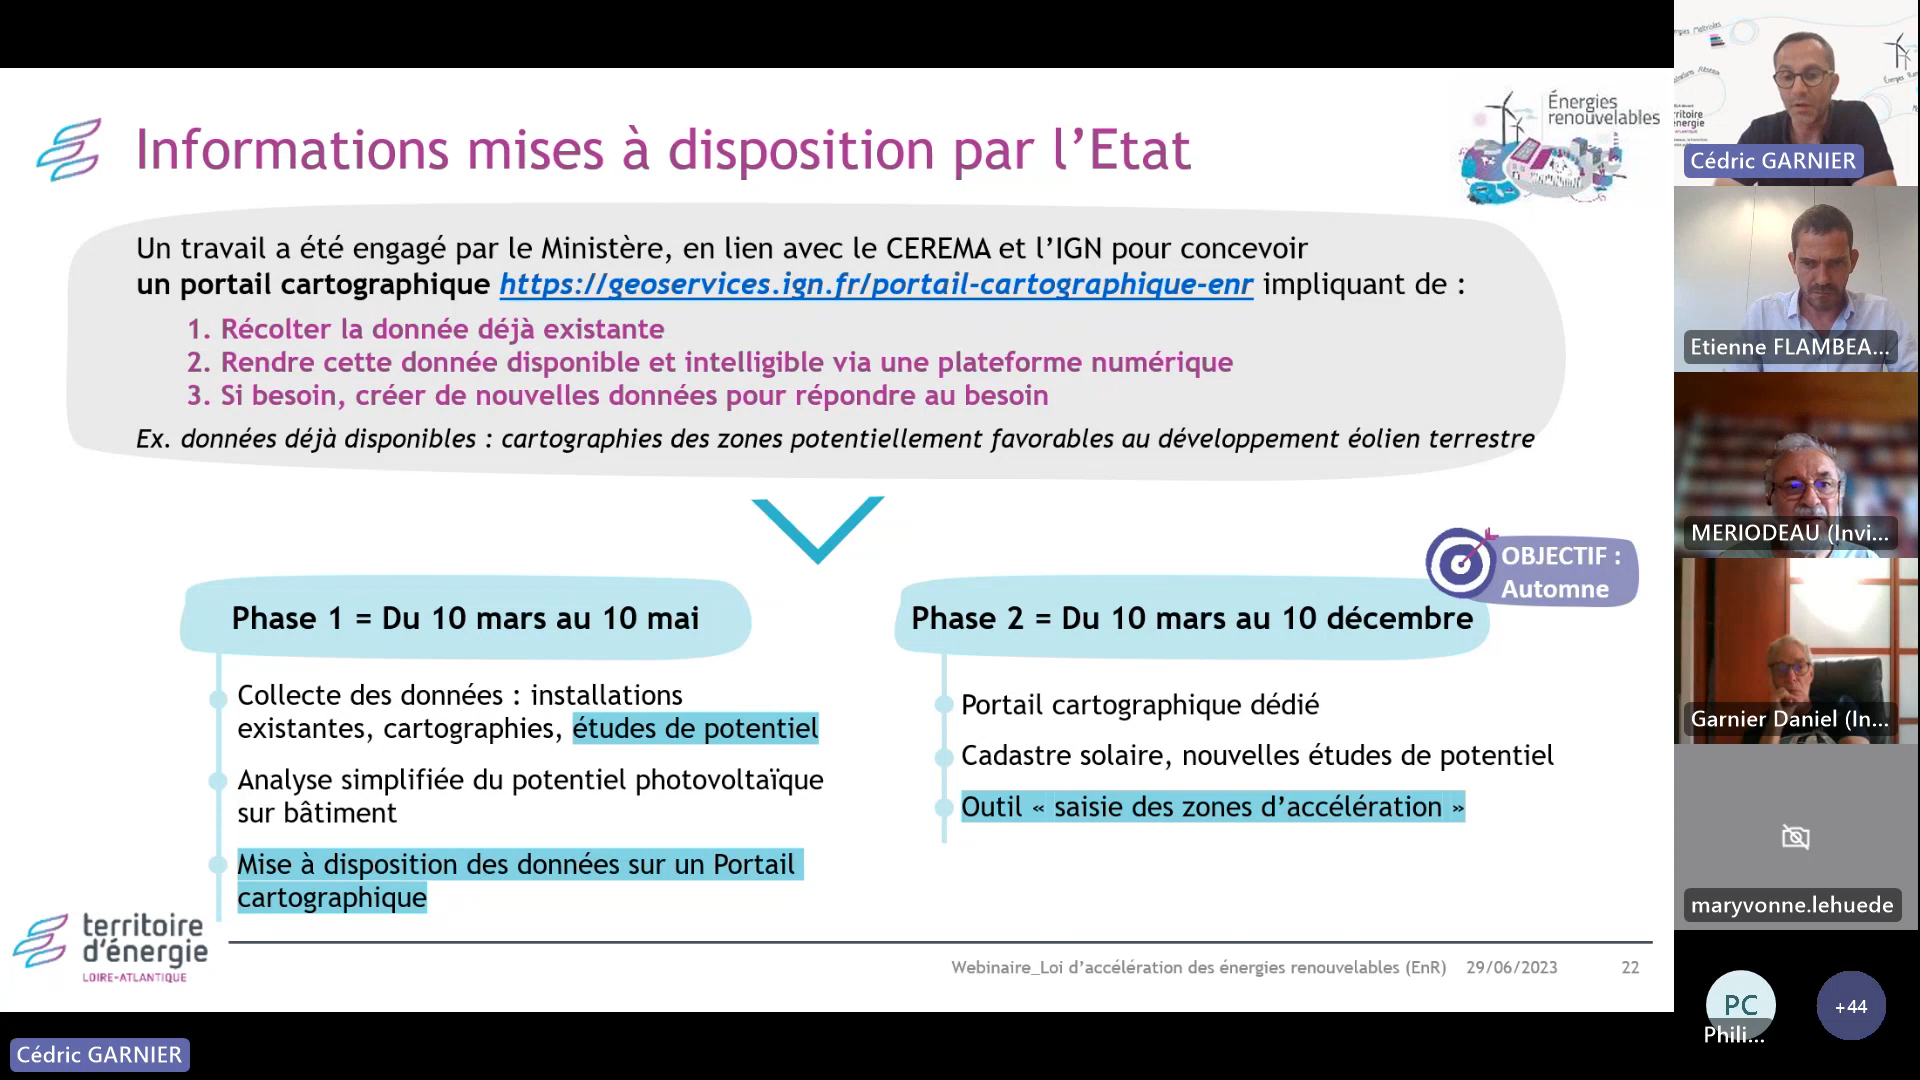 Informations mises à disposition par l’Etat
Énergies
renouvelables
Un travail a été engagé par le Ministère, en lien avec le CEREMA et l’IGN pour concevoir
un portail cartographique https://geoservices.ign.fr/portail-cartographique-enr impliquant de :
1. Récolter la donnée déjà existante
2. Rendre cette donnée disponible et intelligible via une plateforme numérique
3. Si besoin, créer de nouvelles données pour répondre au besoin
Ex. données déjà disponibles : cartographies des zones potentiellement favorables au développement éolien terrestre
OBJECTIF :
Automne
Phase 1 = Du 10 mars au 10 mai
Collecte des données : installations
existantes, cartographies, études de potentiel
Analyse simplifiée du potentiel photovoltaïque
sur bâtiment
Mise à disposition des données sur un Portail
cartographique
Phase 2 = Du 10 mars au 10 décembre
Portail cartographique dédié
Cadastre solaire, nouvelles études de potentiel
Outil « saisie des zones d’accélération »
territoire
d’énergie
LOIRE-ATLANTIQUE
Webinaire_Loi d’accélération des énergies renouvelables (EnR) 29/06/2023 22
Cédric GARNIER
Cédric GARNIER
Etienne FLAMBEA...
MERIODEAU (Invi...
Garnier Daniel (In...
maryvonne.lehuede
PC
Phili...
+44